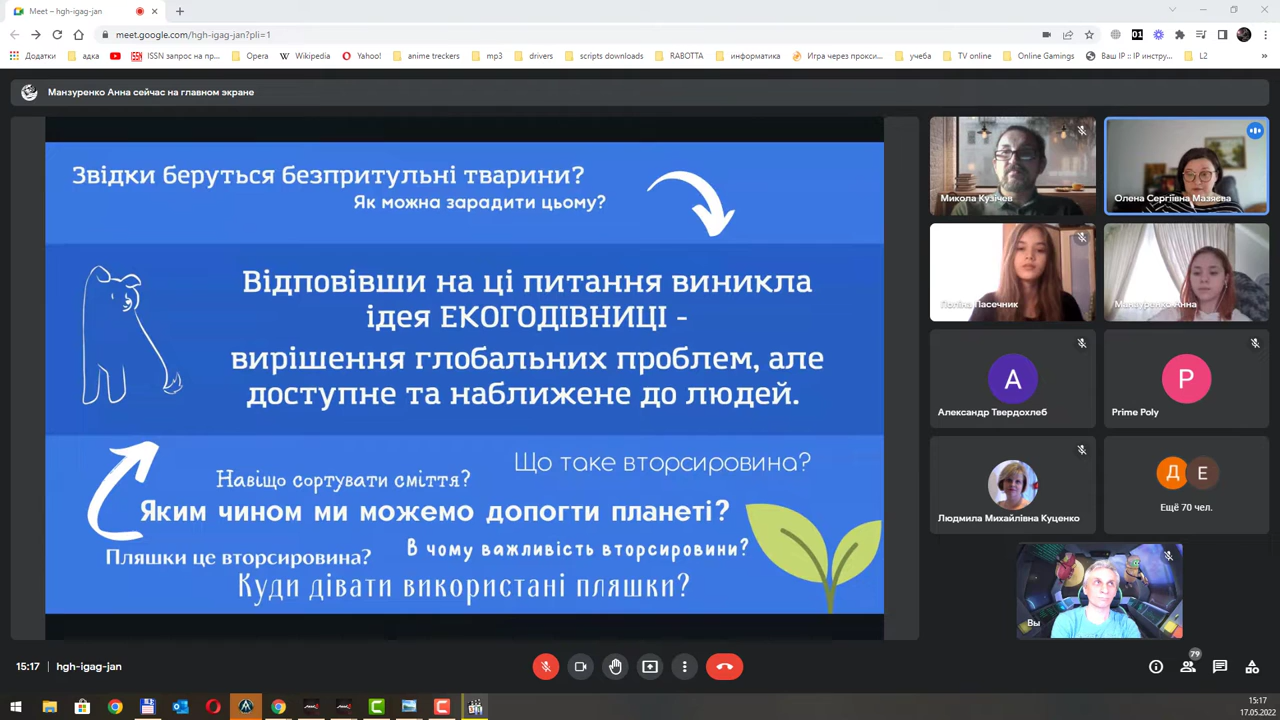 Meet – hgh-igag-jan
meet.google.com/hgh-igag-jan?pli=1
Додатки
адка
ISSN запрос на пр...
Opera
Wikipedia
Yahoo!
anime treckers
mp3
drivers
scripts downloads
RABOTTA
информатика
Игра через прокси...
учеба
TV online
Online Gamings
Ваш IP :: IP инстру...
L2
»
Манзуренко Анна сейчас на главном экране
Звідки беруться безпритульні тварини?
Як можна зарадити цьому?
Відповівши на ці питання виникла
ідея ЕКОГОДІВНИЦІ -
вирішення глобальних проблем, але
доступне та наближене до людей.
Що таке вторсировина?
Навіщо сортувати сміття?
Яким чином ми можемо допогти планеті?
В чому важливість вторсировини?
Пляшки це вторсировина?
Куди дівати використані пляшки?
Микола Кузічев
Олена Сергіївна Мазяєва
Поліна Пасечник
Манзуренко Анна
А
Александр Твердохлеб
P
Prime Poly
Людмила Михайлівна Куценко
Д
Е
Ещё 70 чел.
Вы
15:17
hgh-igag-jan
79
15:17
17.05.2022